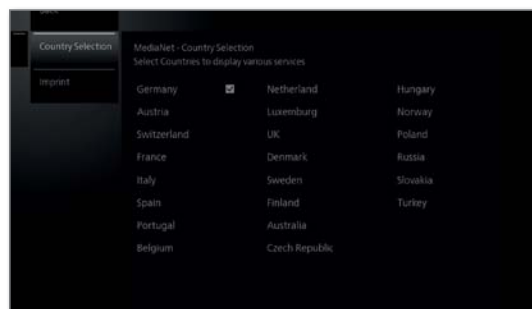 Country Selection
Imprint
MediaNet - Country Selection
Select Countries to display various services
Germany Netherland Hungary
Austria Luxemburg Norway
Switzerland UK Poland
France Denmark Russia
Italy Sweden Slovakia
Spain Finland Turkey
Portugal Australia
Belgium Czech Republic